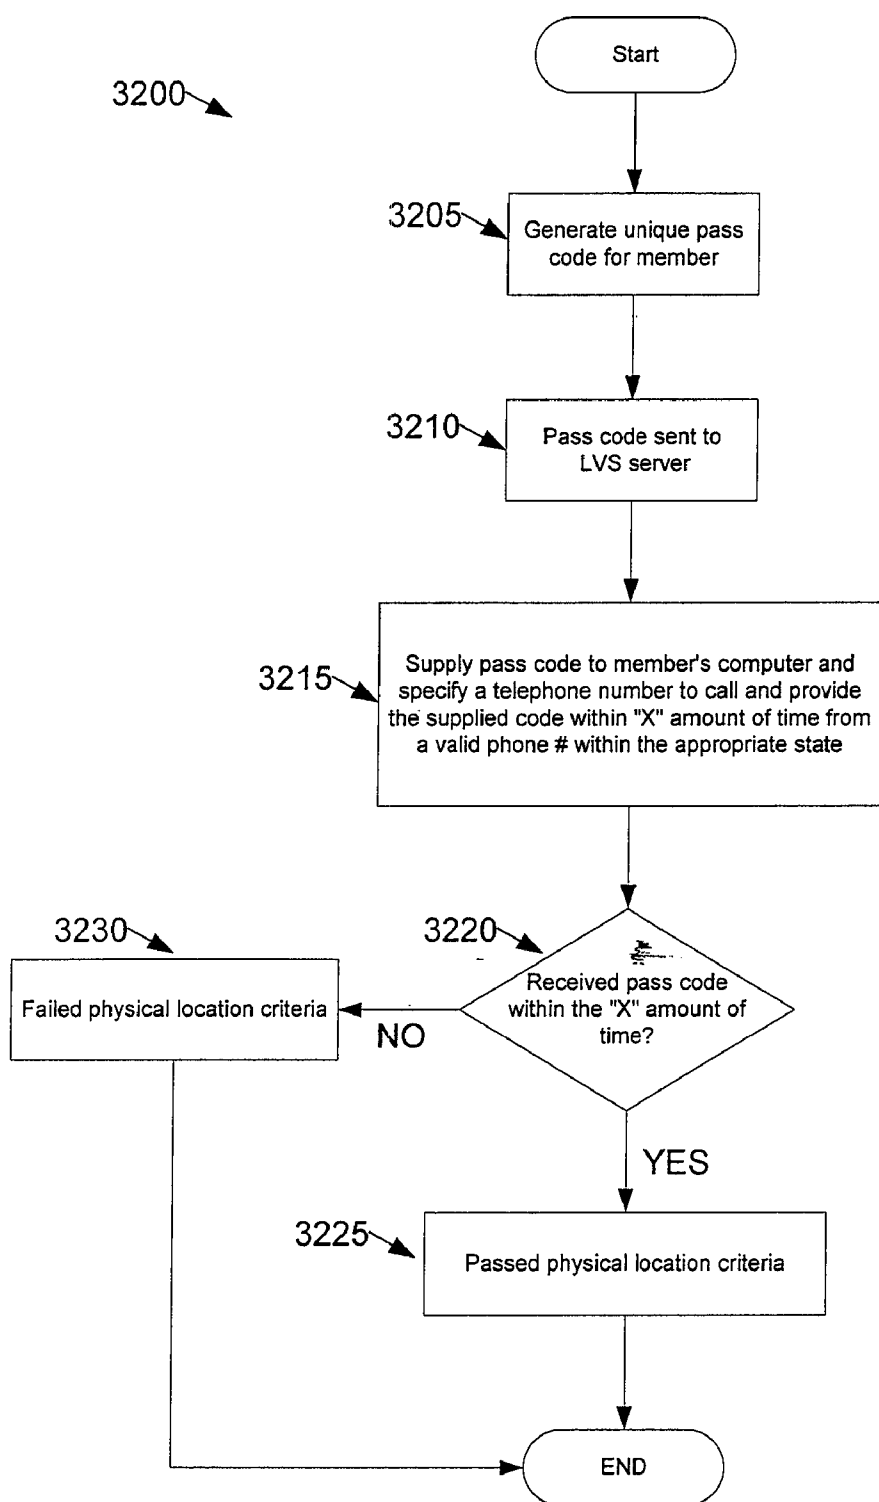 Start
3200
3205
Generate unique pass
code for member
3210
Pass code sent to
LVS server
3215
Supply pass code to member's computer and
specify a telephone number to call and provide
the supplied code within "X" amount of time from
a valid phone # within the appropriate state
3230
3220
Failed physical location criteria
NO
Received pass code
within the "X" amount of
time?
YES
3225
Passed physical location criteria
END